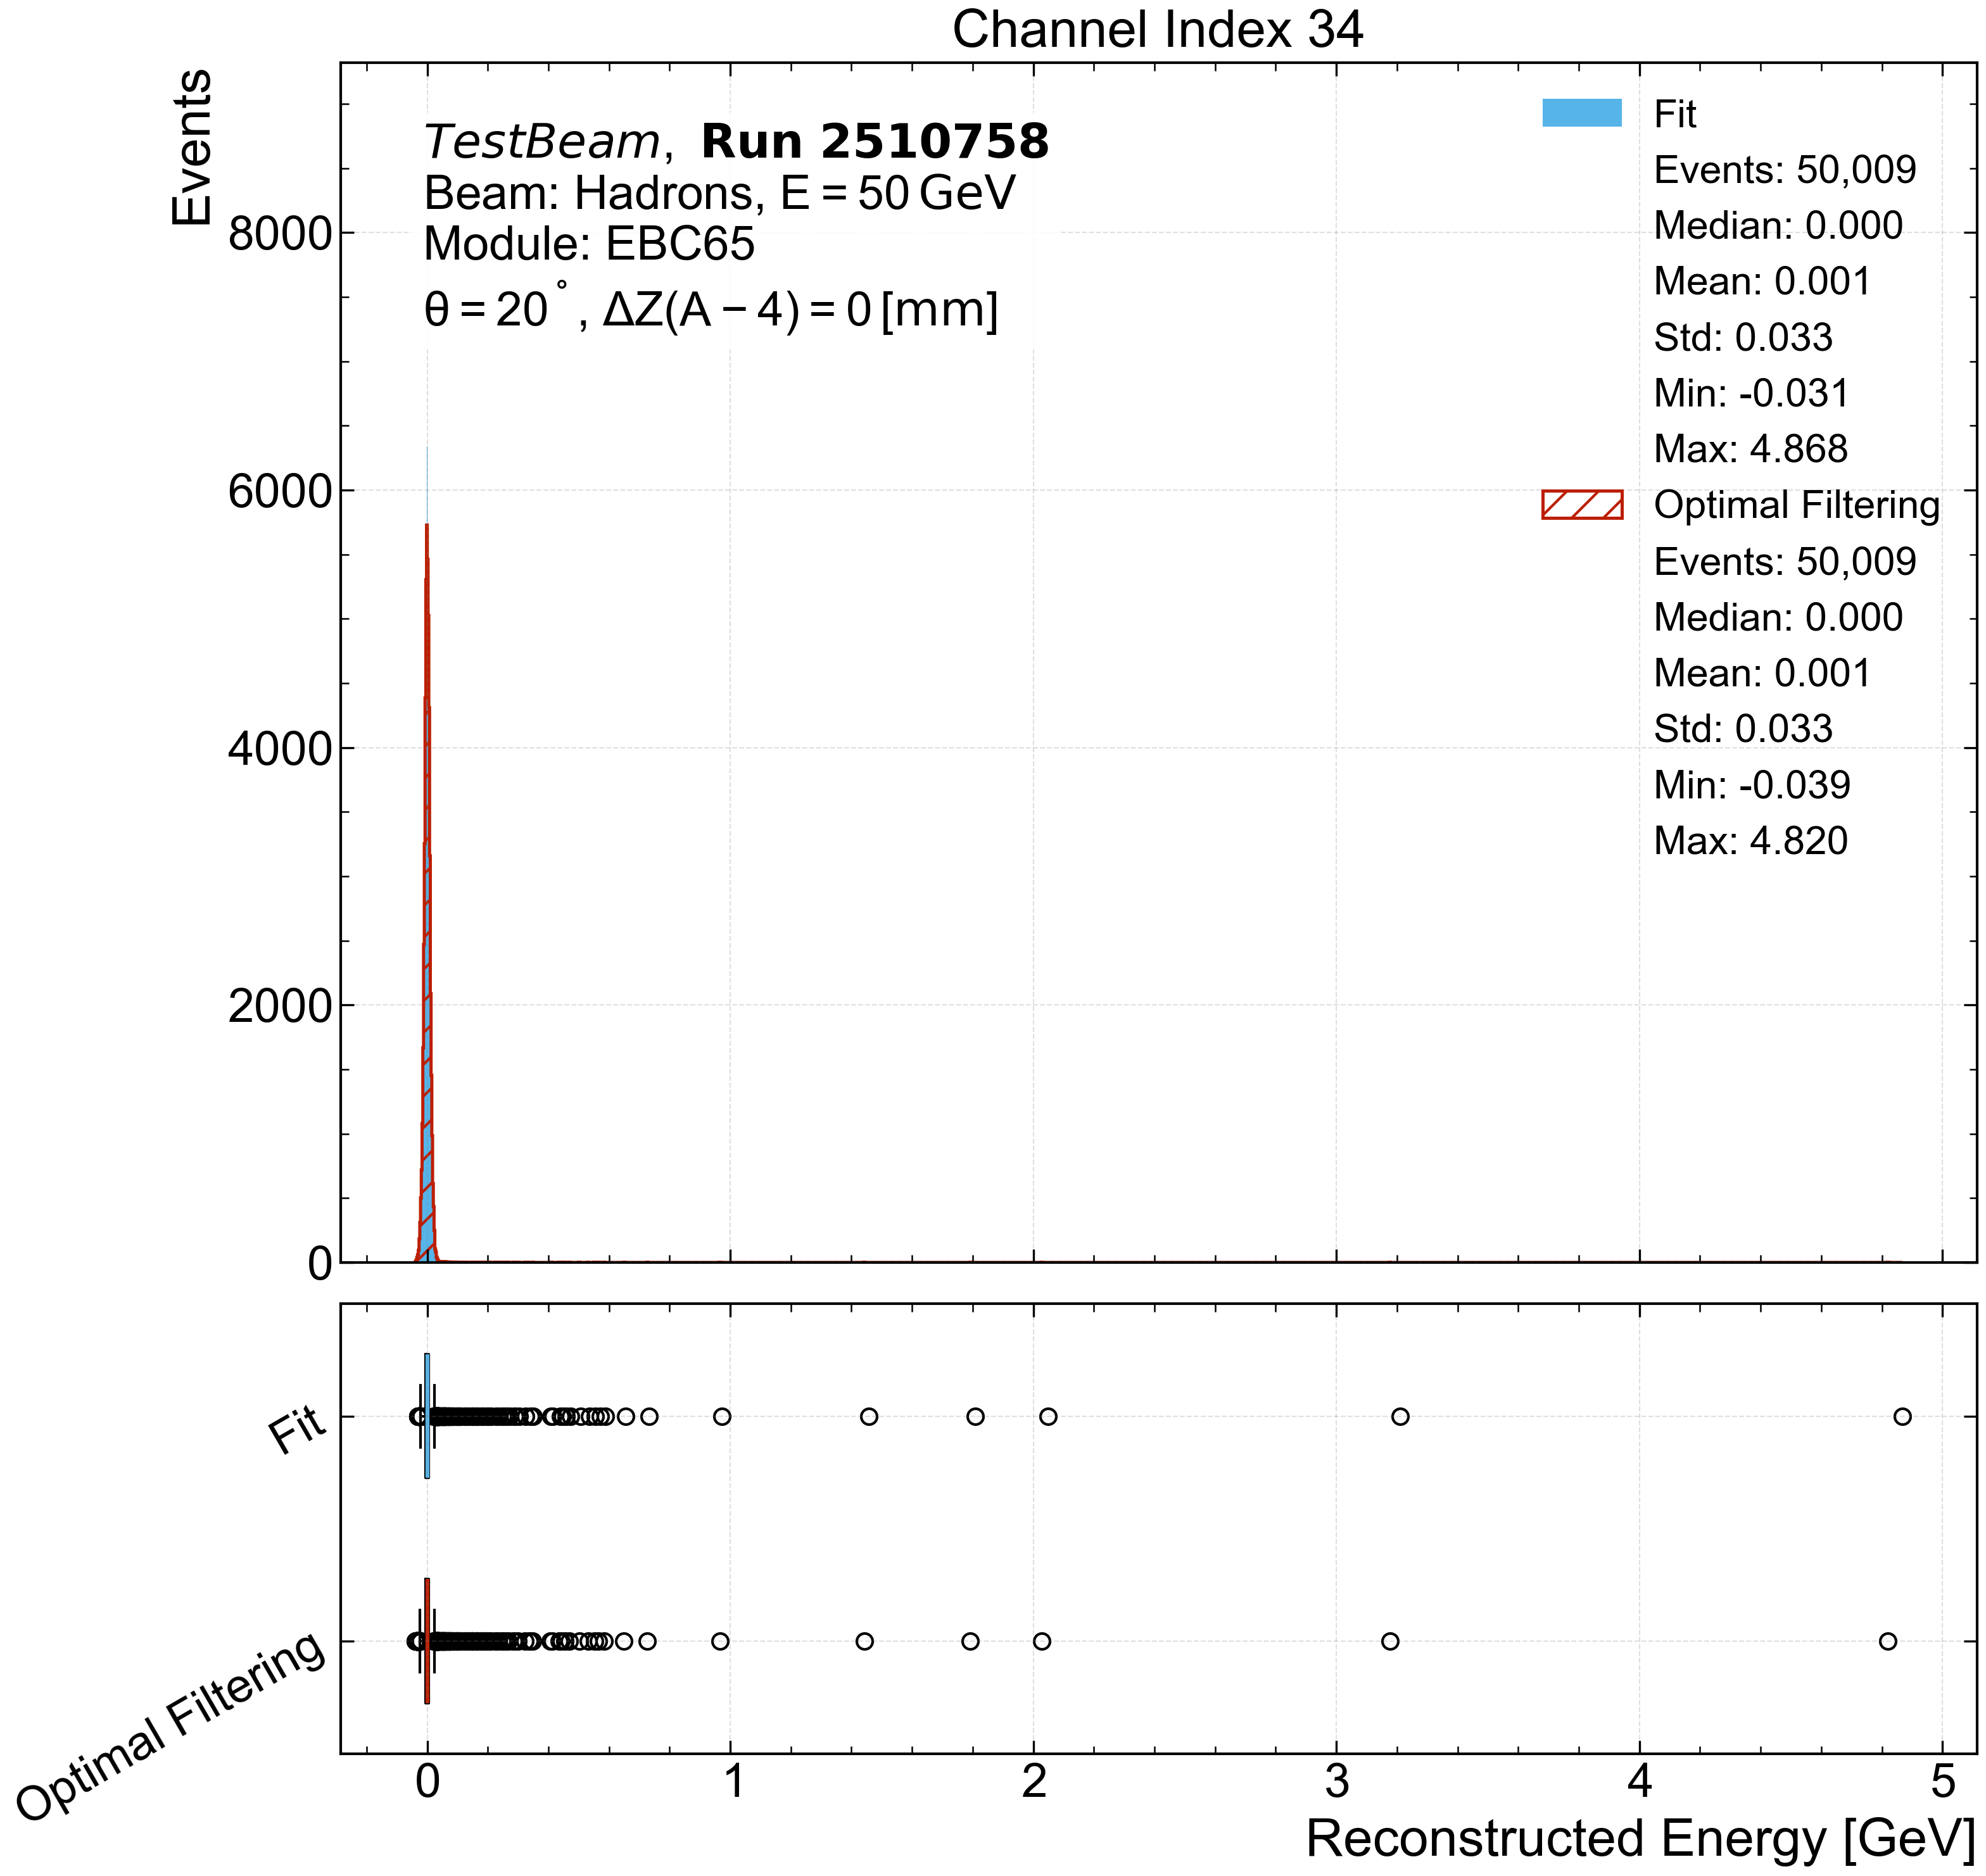 Channel Index 34
Events
8000
6000
4000
2000
0
TestBeam, Run 2510758
Beam: Hadrons, E = 50 GeV
Module: EBC65
θ = 20°, ΔZ(A − 4) = 0 [mm]
Fit
Events: 50,009
Median: 0.000
Mean: 0.001
Std: 0.033
Min: -0.031
Max: 4.868
Optimal Filtering
Events: 50,009
Median: 0.000
Mean: 0.001
Std: 0.033
Min: -0.039
Max: 4.820
Fit
Optimal Filtering
0 1 2 3 4 5
Reconstructed Energy [GeV]